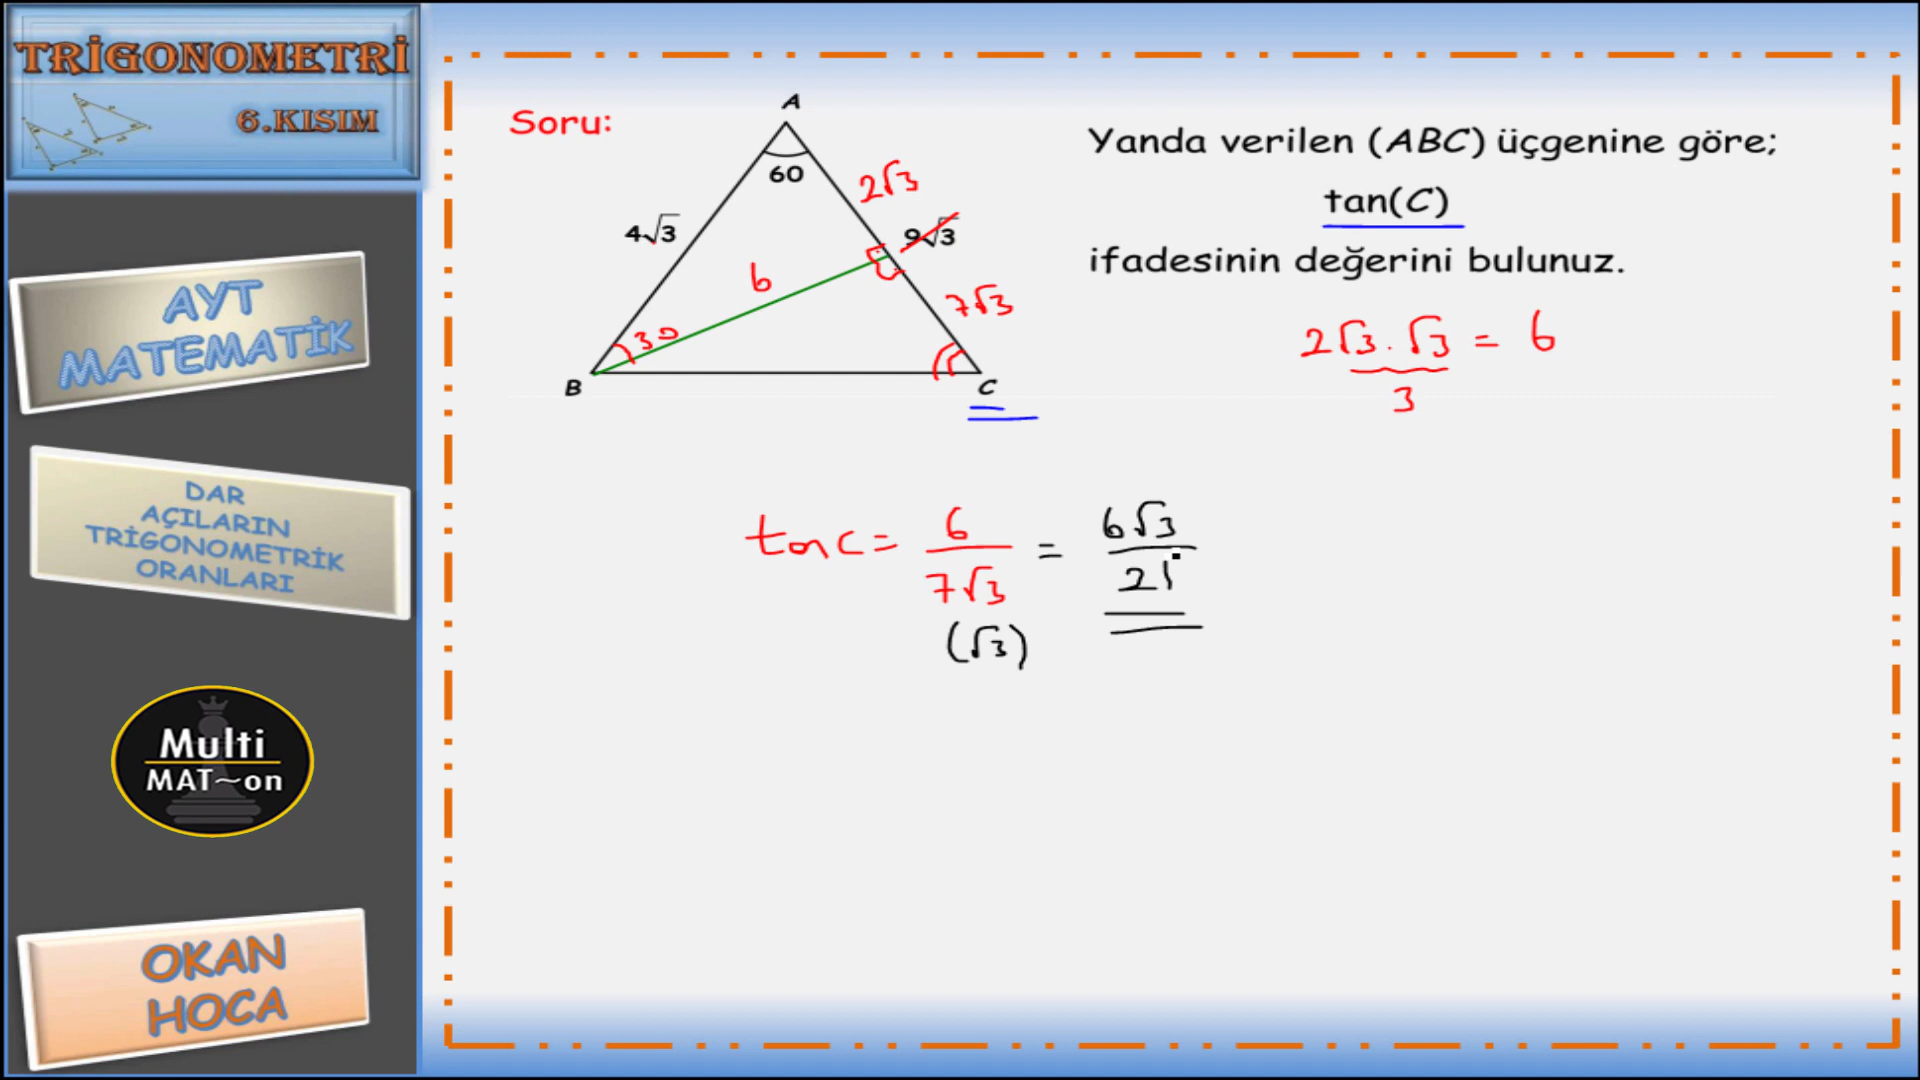 TRİGONOMETRİ
6.KISIM
AYT
MATEMATİK
DAR
AÇILARIN
TRİGONOMETRİK
ORANLARI
Multi
MAT~on
OKAN
HOCA
Soru:
A
60
2√3
4√3
9√3
6
7√3
30
B
C
Yanda verilen (ABC) üçgenine göre;
tan(C)
ifadesinin değerini bulunuz.
2√3.√3 = 6
3
tanC = 6/7√3 = 6√3/21
(√3)